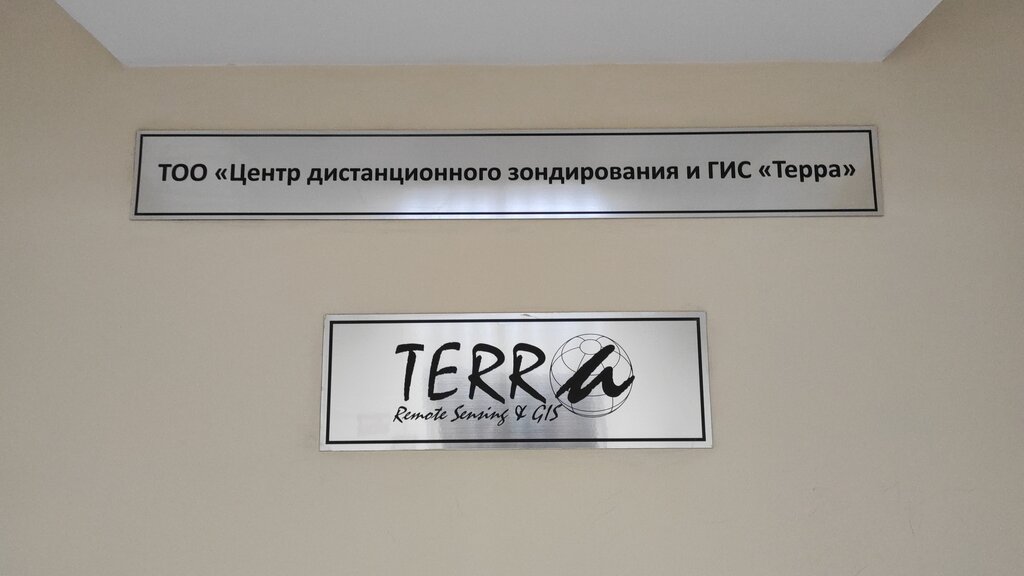 ТОО «Центр дистанционного зондирования и ГИС «Терра»
TERRa
Remote Sensing & GIS